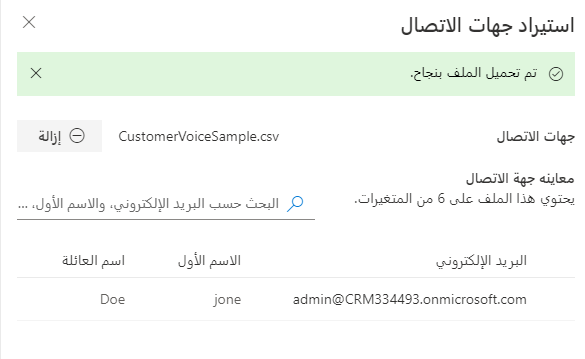 استيراد جهات الاتصال
تم تحميل الملف بنجاح.
جهات الاتصال CustomerVoiceSample.csv إزالة
معاينه جهة الاتصال
يحتوي هذا الملف على 6 من المتغيرات.
البحث حسب البريد الإلكتروني، والاسم الأول، ...
البريد الإلكتروني الاسم الأول اسم العائلة
admin@CRM334493.onmicrosoft.com jone Doe